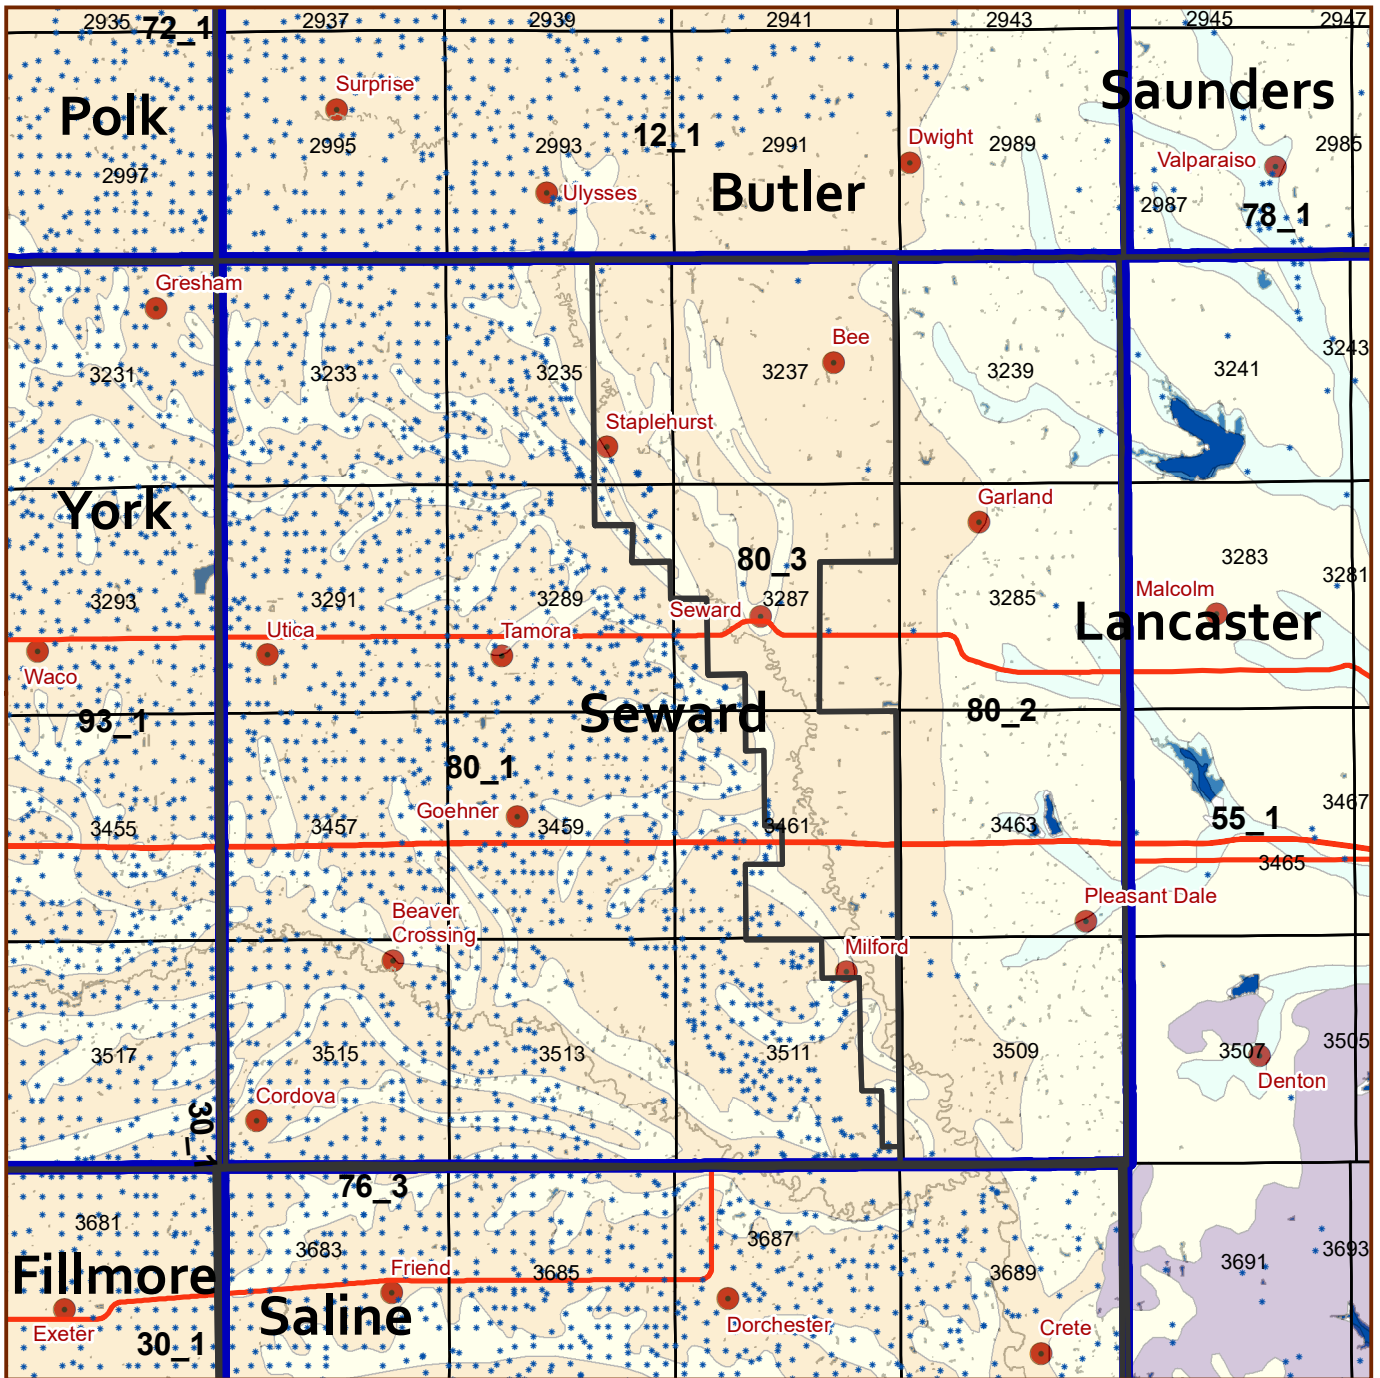 2935
72_1
2937
2939
2941
2943
2945
2947
Polk
Surprise
Saunders
2995
2993
12_1
2991
Dwight
2989
Valparaiso
2985
2997
Ulysses
Butler
2987
78_1
Gresham
Bee
3231
3233
3235
3237
3239
3241
3243
Staplehurst
York
Garland
80_3
3283
3281
3293
3291
3289
Seward
3287
3285
Malcolm
Lancaster
Waco
Utica
Tamora
93_1
Seward
80_2
80_1
Goehner
3455
3457
3459
3461
3463
55_1
3467
3465
Beaver
Crossing
Pleasant Dale
Milford
3517
3515
3513
3511
3509
3507
3505
Denton
30_1
Cordova
76_3
3681
3683
Friend
3685
3687
3689
3691
3693
Fillmore
Saline
Exeter
30_1
Dorchester
Crete